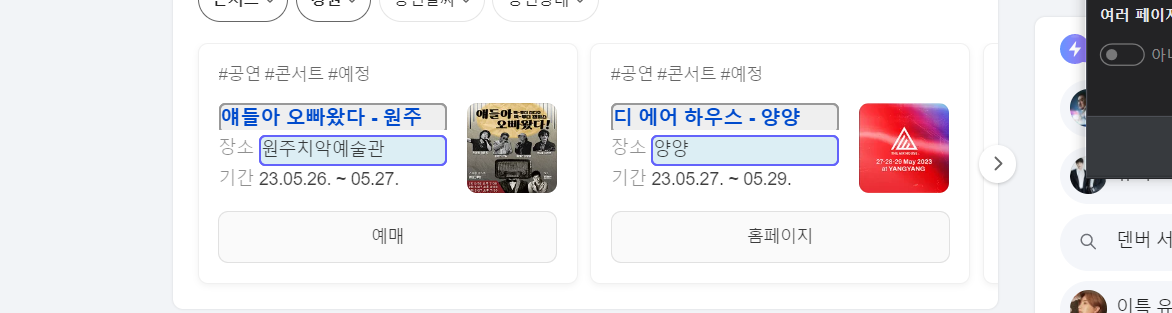 여러 페이지
#공연 #콘서트 #예정
얘들아 오빠왔다 - 원주
장소 원주치악예술관
기간 23.05.26. ~ 05.27.
예매
얘들아
오빠왔다!
#공연 #콘서트 #예정
디 에어 하우스 - 양양
장소 양양
기간 23.05.27. ~ 05.29.
홈페이지
27-28-29 May 2023
at YANGYANG
덴버 서
이특 유